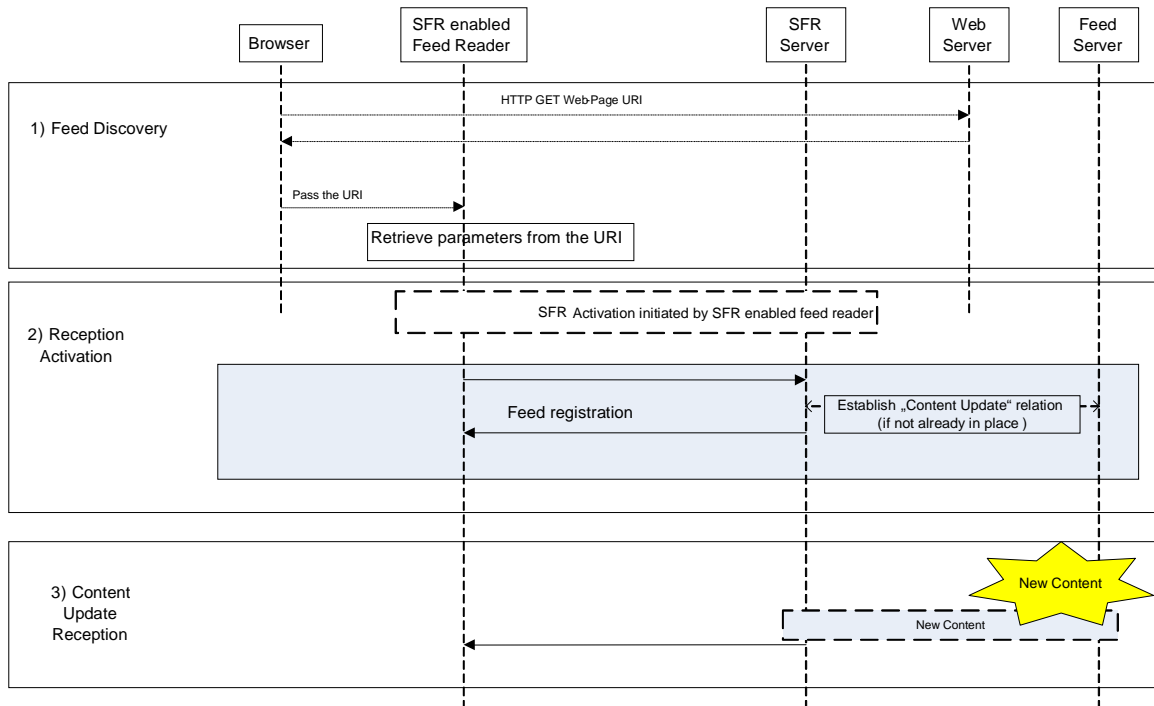 Browser
SFR enabled
Feed Reader
SFR
Server
Web
Server
Feed
Server
HTTP GET Web-Page URI
1) Feed Discovery
Pass the URI
Retrieve parameters from the URI
SFR Activation initiated by SFR enabled feed reader
2) Reception
Activation
Feed registration
Establish „Content Update“ relation
(if not already in place )
New Content
3) Content
Update
Reception
New Content